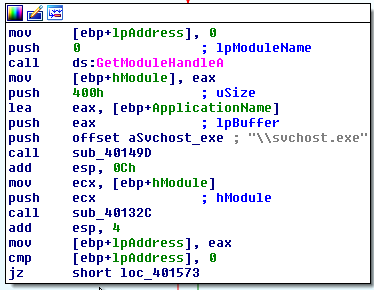 mov [ebp+lpAddress], 0
push 0 ; lpModuleName
call ds:GetModuleHandleA
mov [ebp+hModule], eax
push 400h ; uSize
lea eax, [ebp+ApplicationName]
push eax ; lpBuffer
push offset aSvchost_exe ; "\\svchost.exe"
call sub_40149D
add esp, 0Ch
mov ecx, [ebp+hModule]
push ecx ; hModule
call sub_40132C
add esp, 4
mov [ebp+lpAddress], eax
cmp [ebp+lpAddress], 0
jz short loc_401573